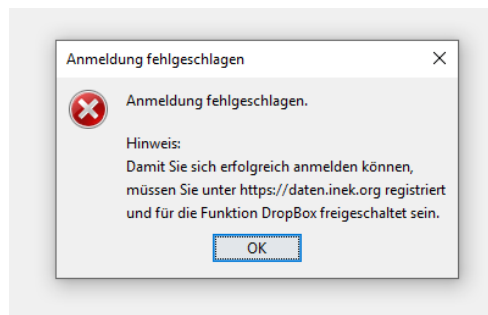 Anmeldung fehlgeschlagen
Anmeldung fehlgeschlagen.
Hinweis:
Damit Sie sich erfolgreich anmelden können,
müssen Sie unter https://daten.inek.org registriert
und für die Funktion DropBox freigeschaltet sein.
OK